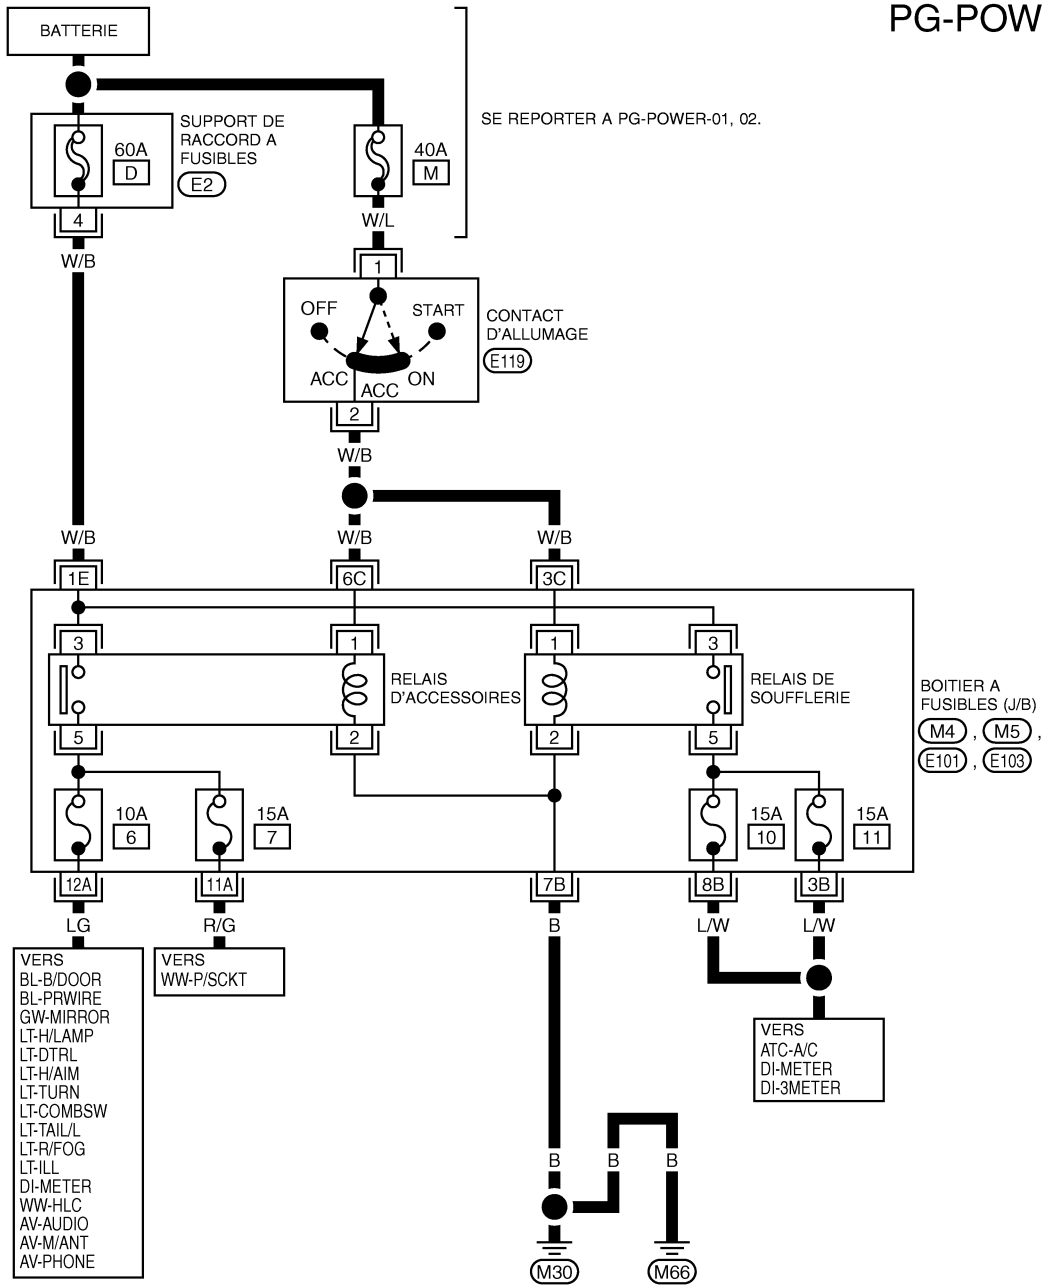 PG-POW
BATTERIE
SE REPORTER A PG-POWER-01, 02.
SUPPORT DE
RACCORD A
FUSIBLES
E2
60A
D
40A
M
4
W/B
W/L
1
OFF
START
ACC
ACC
ON
CONTACT
D'ALLUMAGE
E119
2
W/B
W/B
W/B
W/B
1E
6C
3C
3
1
1
3
RELAIS
D'ACCESSOIRES
RELAIS DE
SOUFFLERIE
BOITIER A
FUSIBLES (J/B)
M4 , M5 ,
E101 , E103
5
2
2
5
10A
6
15A
7
15A
10
15A
11
12A
11A
7B
8B
3B
LG
R/G
B
L/W
L/W
VERS
BL-B/DOOR
BL-PRWIRE
GW-MIRROR
LT-H/LAMP
LT-DTRL
LT-H/AIM
LT-TURN
LT-COMBSW
LT-TAIL/L
LT-R/FOG
LT-ILL
DI-METER
WW-HLC
AV-AUDIO
AV-M/ANT
AV-PHONE
VERS
WW-P/SCKT
VERS
ATC-A/C
DI-METER
DI-3METER
B
B
B
M30
M66